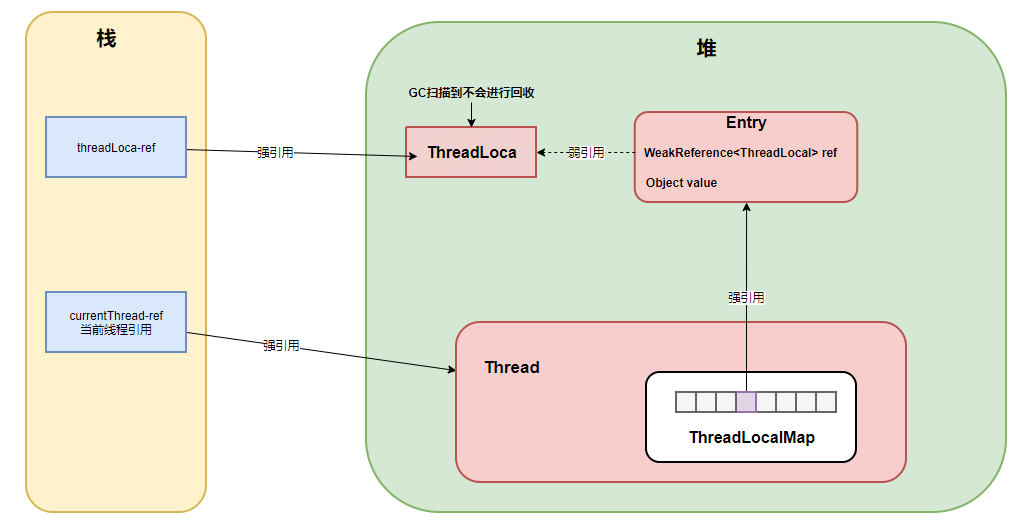 栈
堆
GC扫描到不会进行回收
threadLoca-ref
强引用
ThreadLoca
弱引用
Entry
WeakReference<ThreadLocal> ref
Object value
强引用
currentThread-ref
当前线程引用
强引用
Thread
ThreadLocalMap